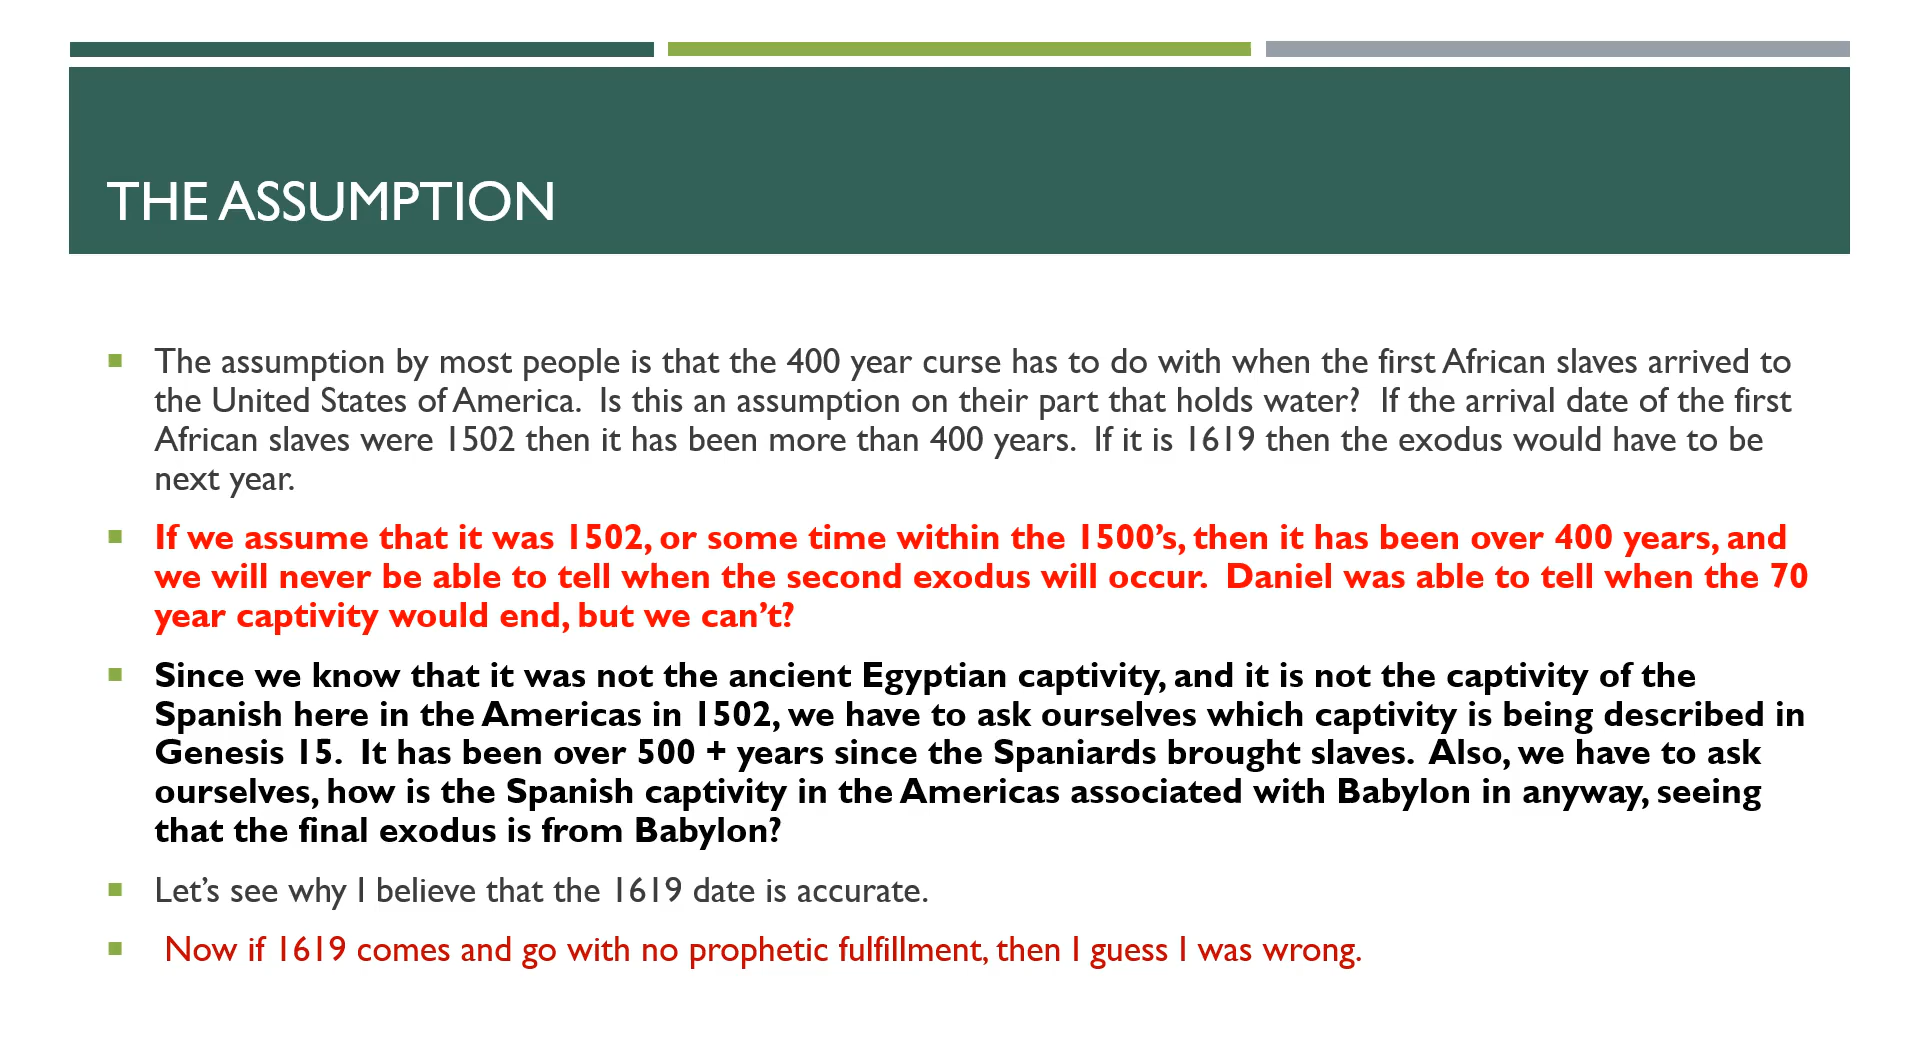 THE ASSUMPTION
The assumption by most people is that the 400 year curse has to do with when the first African slaves arrived to
the United States of America.  Is this an assumption on their part that holds water?  If the arrival date of the first
African slaves were 1502 then it has been more than 400 years.  If it is 1619 then the exodus would have to be
next year.
If we assume that it was 1502, or some time within the 1500’s, then it has been over 400 years, and
we will never be able to tell when the second exodus will occur.  Daniel was able to tell when the 70
year captivity would end, but we can’t?
Since we know that it was not the ancient Egyptian captivity, and it is not the captivity of the
Spanish here in the Americas in 1502, we have to ask ourselves which captivity is being described in
Genesis 15.  It has been over 500 + years since the Spaniards brought slaves.  Also, we have to ask
ourselves, how is the Spanish captivity in the Americas associated with Babylon in anyway, seeing
that the final exodus is from Babylon?
Let’s see why I believe that the 1619 date is accurate.
Now if 1619 comes and go with no prophetic fulfillment, then I guess I was wrong.